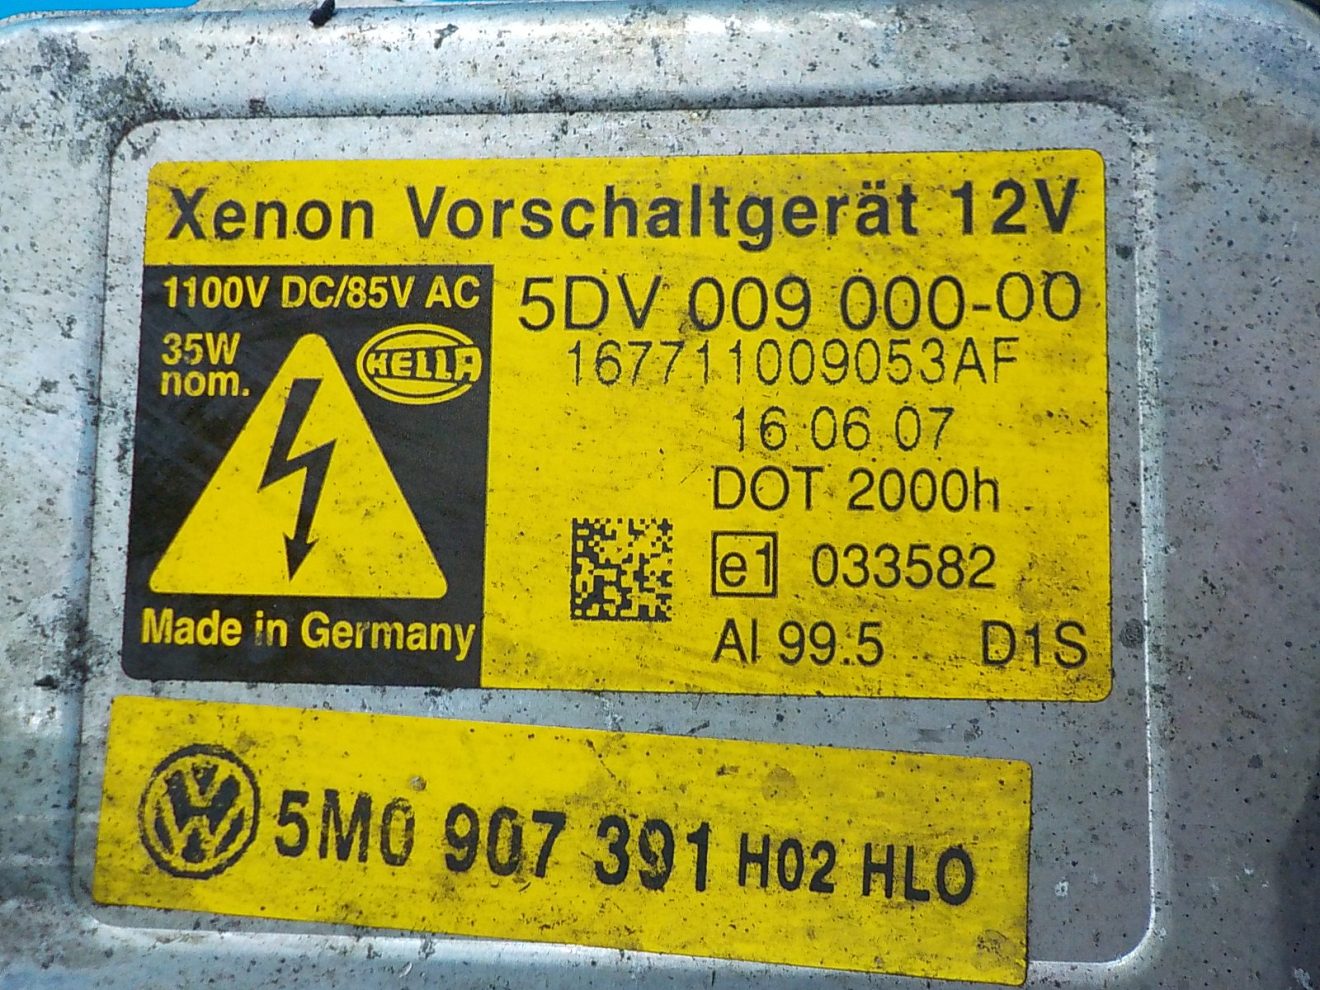 Xenon Vorschaltgerät 12V
1100V DC/85V AC
35W
nom.
HELLA
Made in Germany
5DV 009 000-00
167711009053AF
16 06 07
DOT 2000h
e1 033582
Al 99.5 D1S
5M0 907 391 H02 HLO